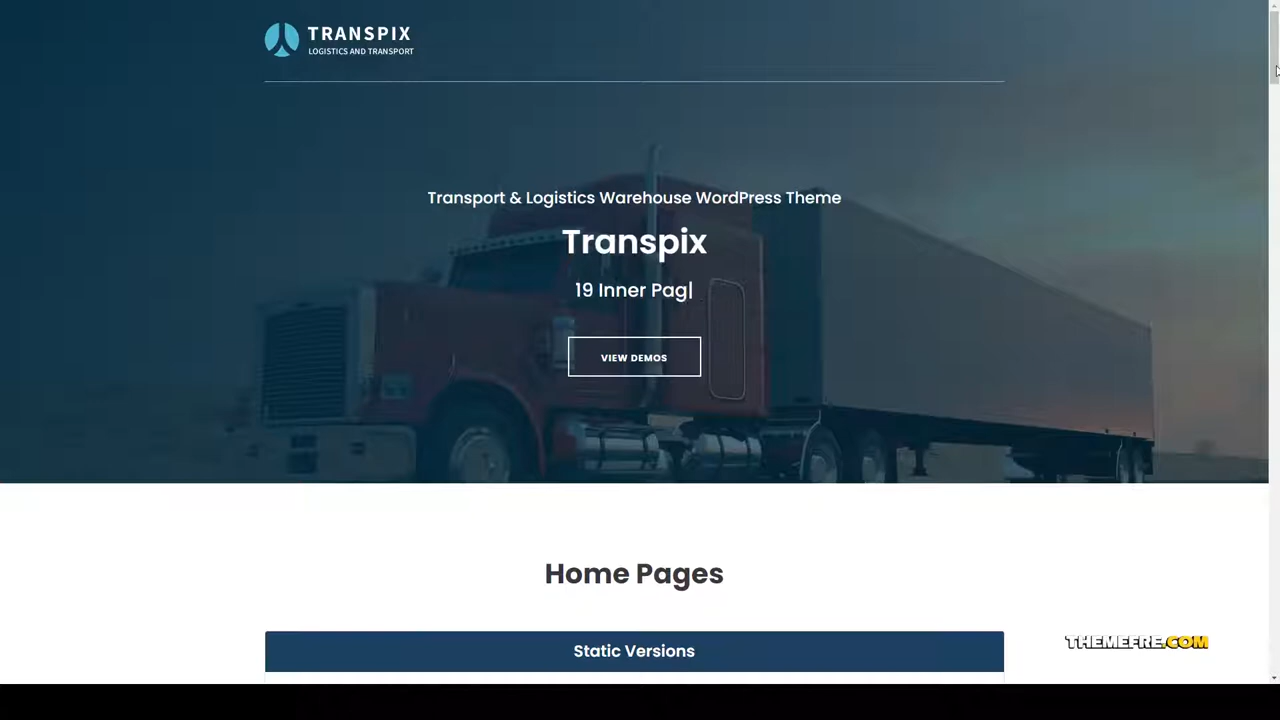 TRANSPIX
LOGISTICS AND TRANSPORT
Transport & Logistics Warehouse WordPress Theme
Transpix
19 Inner Pag|
VIEW DEMOS
Home Pages
Static Versions
THEMEFRE.COM